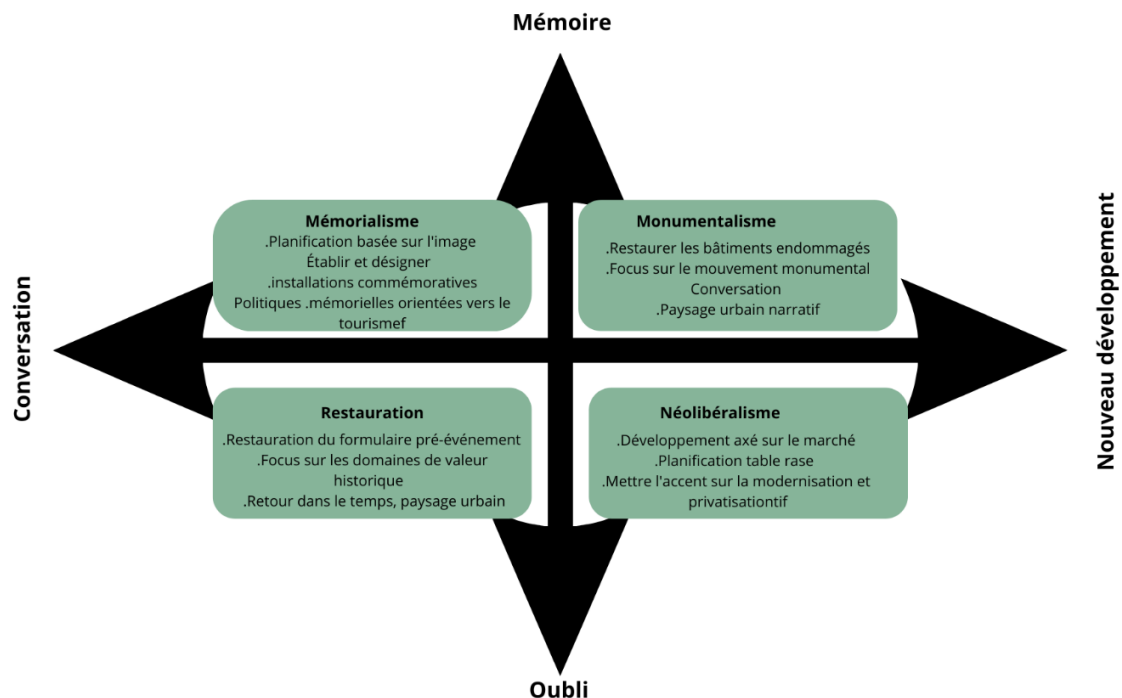 Mémoire
Mémorialisme
.Planification basée sur l'image
Établir et désigner
.installations commémoratives
Politiques .mémorielles orientées vers le
tourismef
Monumentalisme
.Restaurer les bâtiments endommagés
.Focus sur le mouvement monumental
Conversation
.Paysage urbain narratif
Conversation
Nouveau développement
Restauration
.Restauration du formulaire pré-événement
.Focus sur les domaines de valeur
historique
.Retour dans le temps, paysage urbain
Néolibéralisme
.Développement axé sur le marché
.Planification table rase
.Mettre l'accent sur la modernisation et
privatisationtif
Oubli